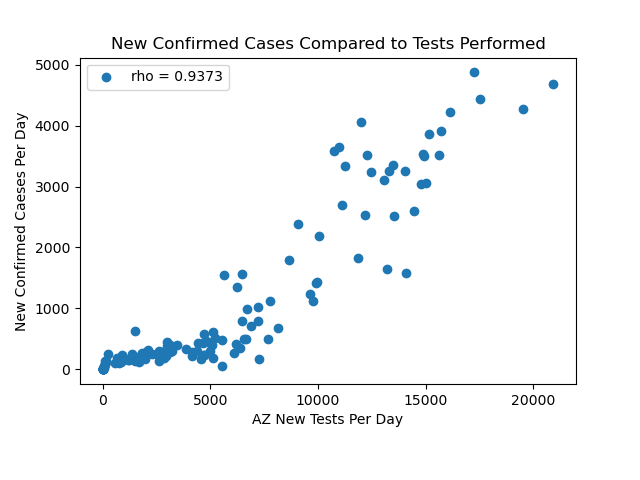 New Confirmed Cases Compared to Tests Performed
rho = 0.9373
New Confirmed Caeses Per Day
5000
4000
3000
2000
1000
0
0 5000 10000 15000 20000
AZ New Tests Per Day